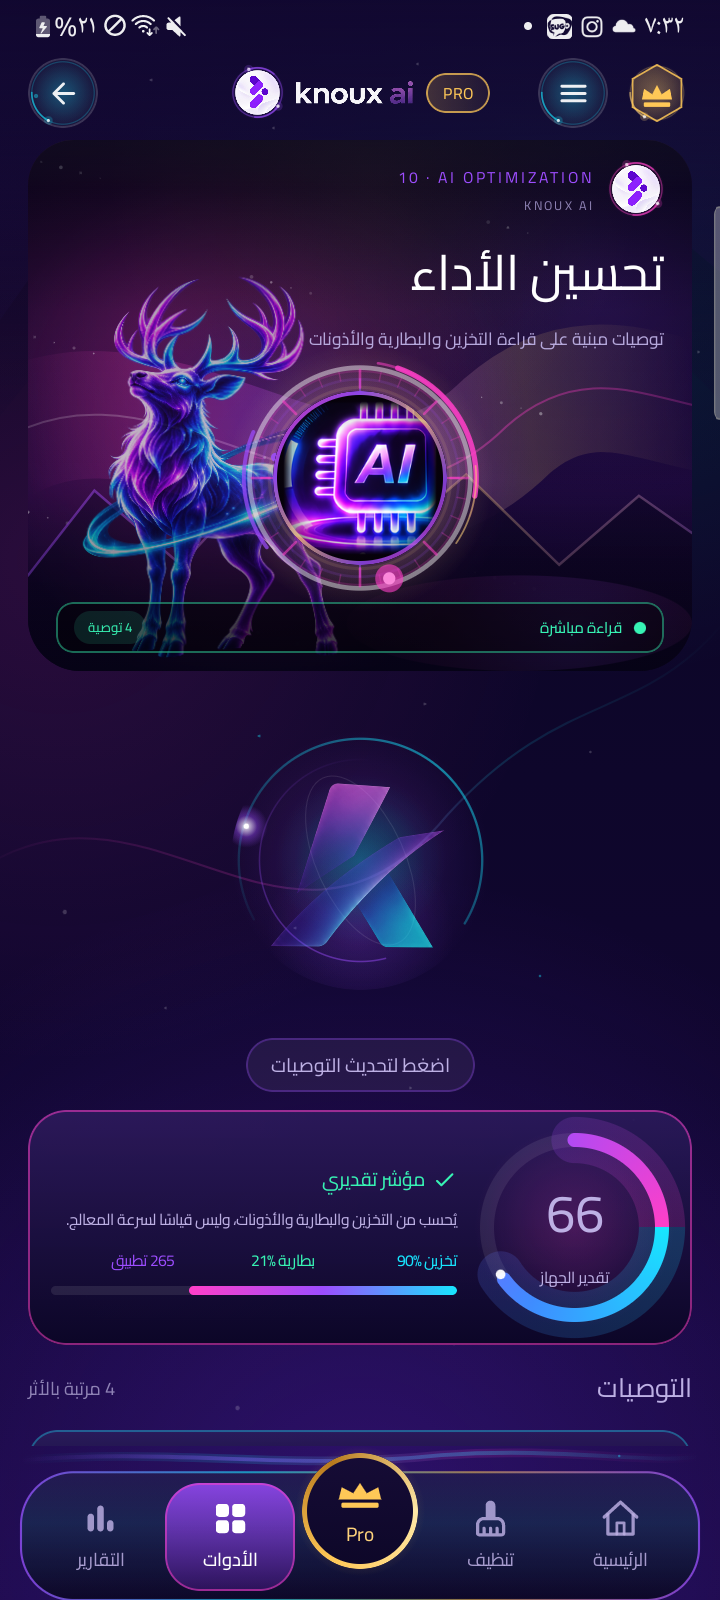 ٧:٣٢
%٢١
knoux ai
PRO
10 · AI OPTIMIZATION
KNOUX AI
تحسين الأداء
توصيات مبنية على قراءة التخزين والبطارية والأذونات
AI
قراءة مباشرة
4 توصية
اضغط لتحديث التوصيات
66
تقدير الجهاز
مؤشر تقديري
يُحسب من التخزين والبطارية والأذونات، وليس قياسًا لسرعة المعالج.
تخزين 90%
بطارية 21%
265 تطبيق
التوصيات
4 مرتبة بالأثر
الرئيسية
تنظيف
Pro
الأدوات
التقارير